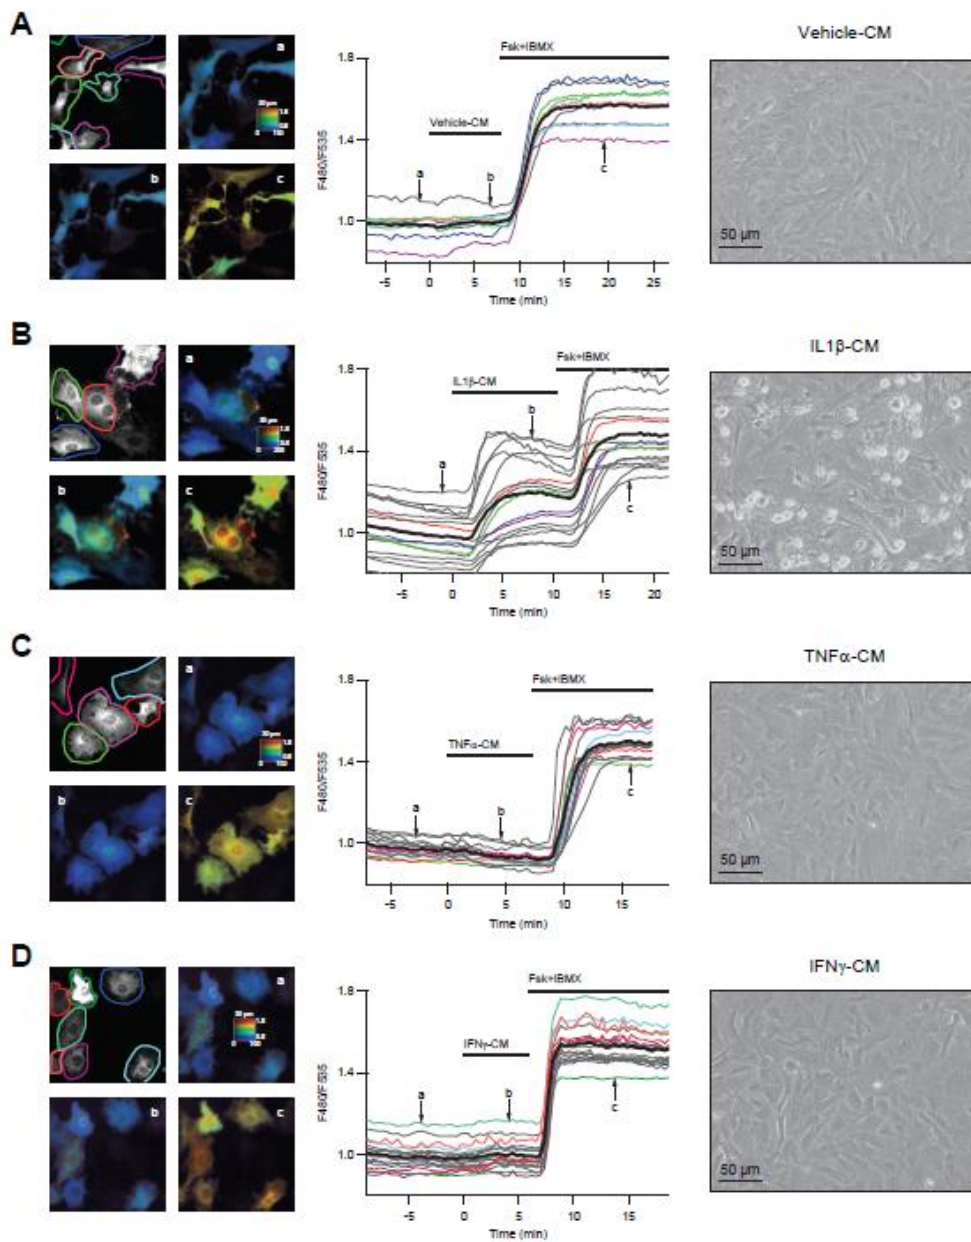 A
Vehicle-CM
a
b
c
1.8
1.4
1.0
F480/F535
Fsk+IBMX
Vehicle-CM
a
b
c
-5 0 5 10 15 20 25
Time (min)
50 µm
B
IL1β-CM
a
b
c
1.8
1.4
1.0
F480/F535
Fsk+IBMX
IL1β-CM
a
b
c
-5 0 5 10 15 20
Time (min)
50 µm
C
TNFα-CM
a
b
c
1.8
1.4
1.0
F480/F535
Fsk+IBMX
TNFα-CM
a
b
c
-5 0 5 10 15
Time (min)
50 µm
D
IFNγ-CM
a
b
c
1.8
1.4
1.0
F480/F535
Fsk+IBMX
IFNγ-CM
a
b
c
-5 0 5 10 15
Time (min)
50 µm